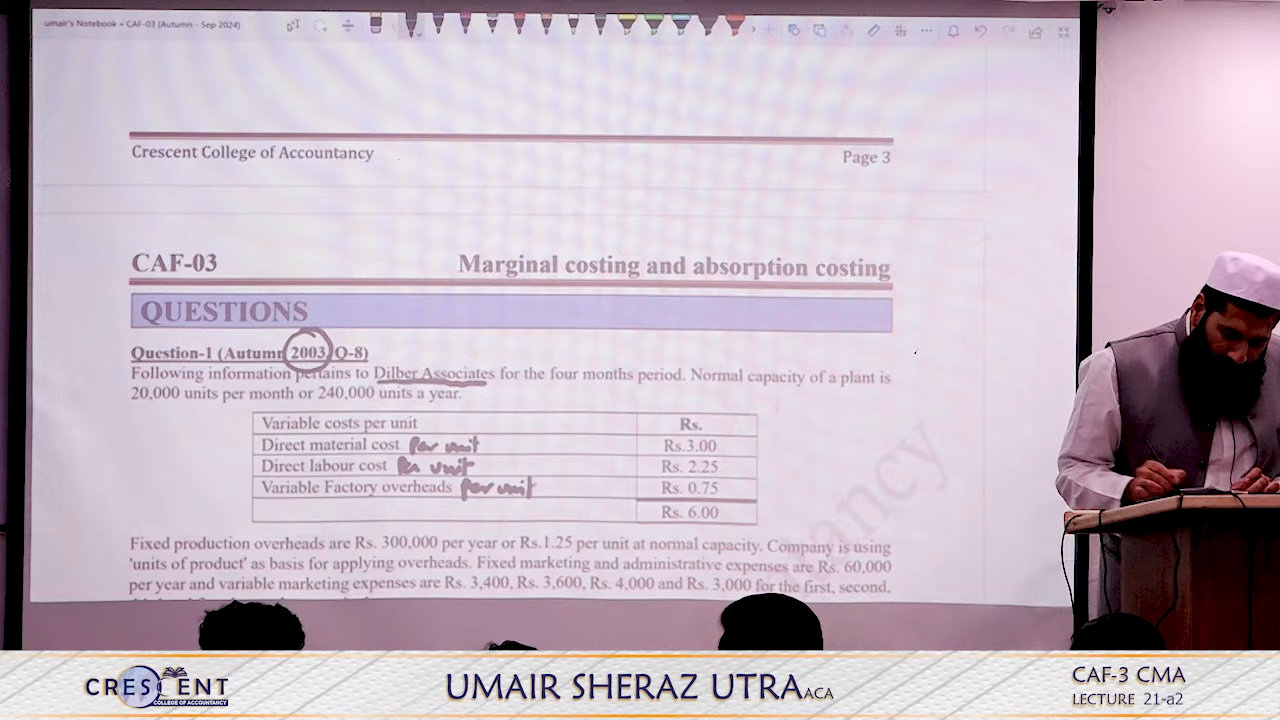 umair's Notebook » CAF-03 (Autumn - Sep 2024)
Crescent College of Accountancy Page 3
CAF-03 Marginal costing and absorption costing
QUESTIONS
Question-1 (Autumn 2003 Q-8)
Following information pertains to Dilber Associates for the four months period. Normal capacity of a plant is
20,000 units per month or 240,000 units a year.
Variable costs per unit Rs.
Direct material cost Per unit Rs.3.00
Direct labour cost Per unit Rs. 2.25
Variable Factory overheads per unit Rs. 0.75
Rs. 6.00
Fixed production overheads are Rs. 300,000 per year or Rs.1.25 per unit at normal capacity. Company is using
'units of product' as basis for applying overheads. Fixed marketing and administrative expenses are Rs. 60,000
per year and variable marketing expenses are Rs. 3,400, Rs. 3,600, Rs. 4,000 and Rs. 3,000 for the first, second,
CRESCENT
COLLEGE OF ACCOUNTANCY
UMAIR SHERAZ UTRA ACA
CAF-3 CMA
LECTURE 21-a2